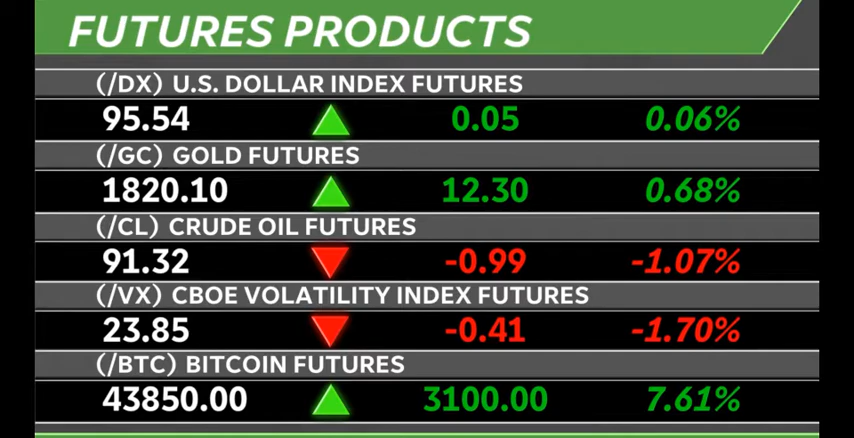 FUTURES PRODUCTS
(/DX) U.S. DOLLAR INDEX FUTURES
95.54 0.05 0.06%
(/GC) GOLD FUTURES
1820.10 12.30 0.68%
(/CL) CRUDE OIL FUTURES
91.32 -0.99 -1.07%
(/VX) CBOE VOLATILITY INDEX FUTURES
23.85 -0.41 -1.70%
(/BTC) BITCOIN FUTURES
43850.00 3100.00 7.61%